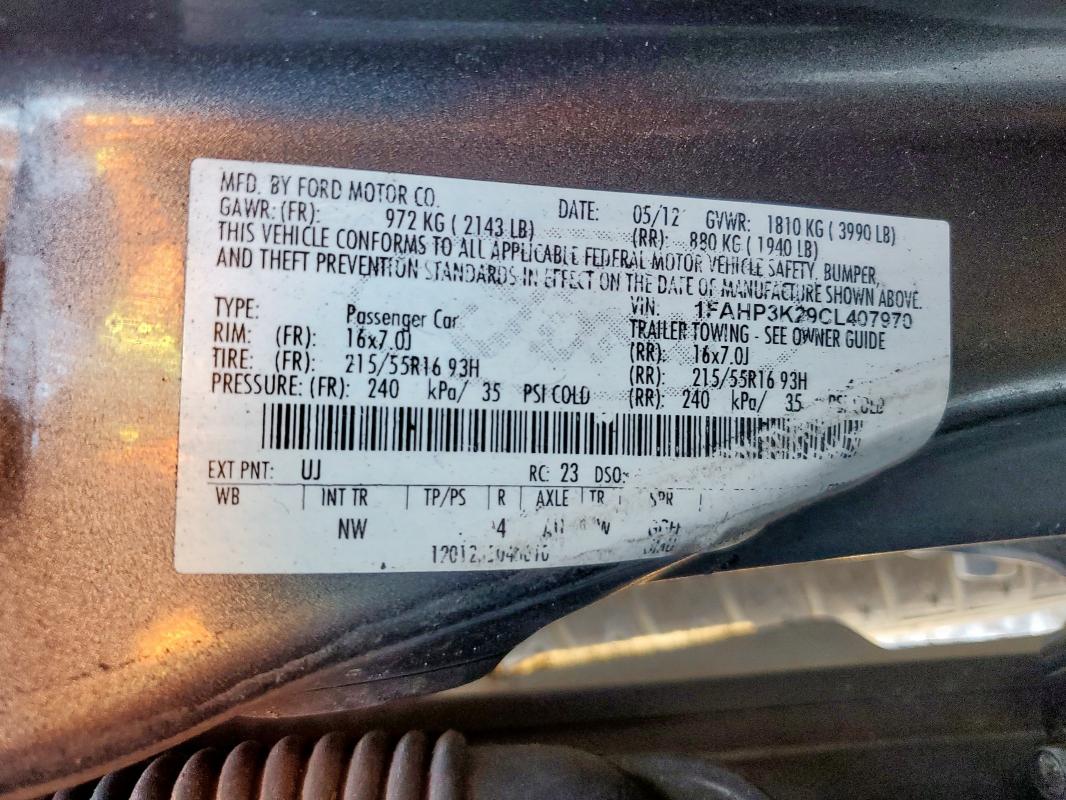 MFD. BY FORD MOTOR CO. DATE: 05/12 GVWR: 1810 KG ( 3990 LB)
GAWR: (FR): 972 KG ( 2143 LB) (RR): 880 KG ( 1940 LB)
THIS VEHICLE CONFORMS TO ALL APPLICABLE FEDERAL MOTOR VEHICLE SAFETY, BUMPER,
AND THEFT PREVENTION STANDARDS IN EFFECT ON THE DATE OF MANUFACTURE SHOWN ABOVE.
VIN: 1FAHP3K29CL407970
TYPE: Passenger Car TRAILER TOWING - SEE OWNER GUIDE
RIM: (FR): 16x7.0J (RR): 16x7.0J
TIRE: (FR): 215/55R16 93H (RR): 215/55R16 93H
PRESSURE: (FR): 240 kPa/ 35 PSI COLD (RR): 240 kPa/ 35 PSI COLD
EXT PNT: UJ RC: 23 DSO:
WB INT TR TP/PS R AXLE TR SPR
NW 4